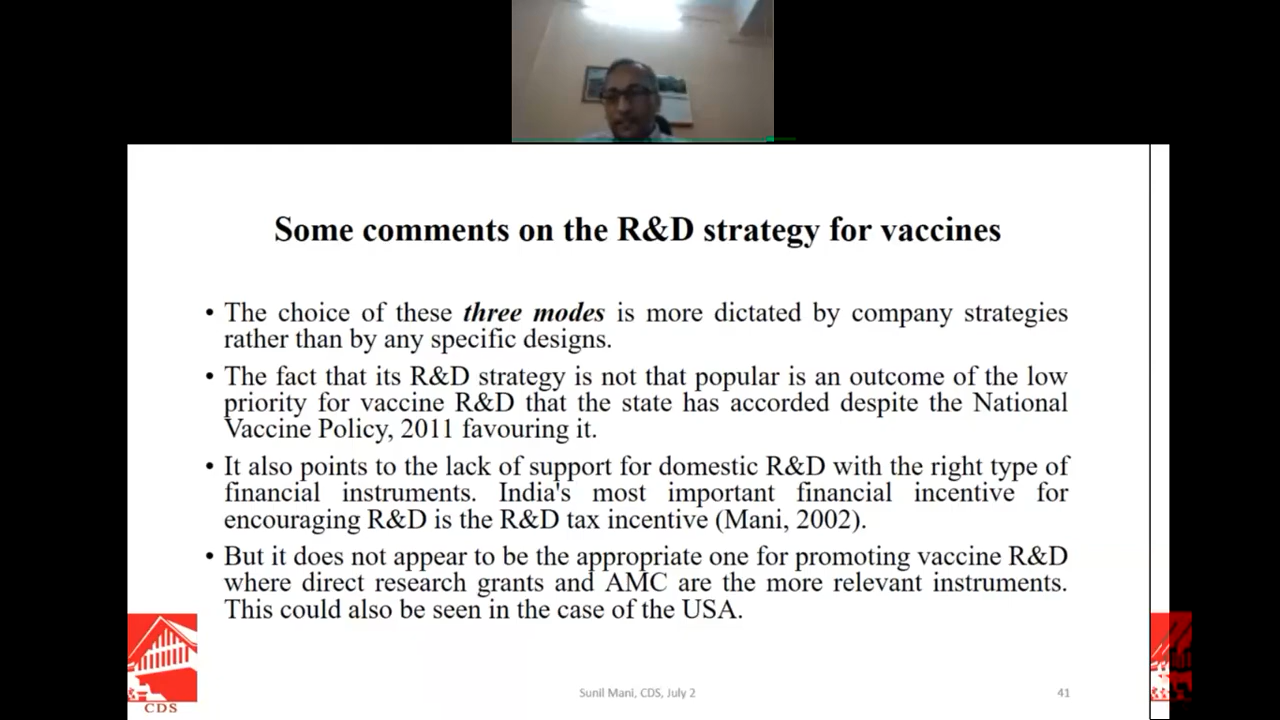 Some comments on the R&D strategy for vaccines
• The choice of these three modes is more dictated by company strategies
rather than by any specific designs.
• The fact that its R&D strategy is not that popular is an outcome of the low
priority for vaccine R&D that the state has accorded despite the National
Vaccine Policy, 2011 favouring it.
• It also points to the lack of support for domestic R&D with the right type of
financial instruments. India's most important financial incentive for
encouraging R&D is the R&D tax incentive (Mani, 2002).
• But it does not appear to be the appropriate one for promoting vaccine R&D
where direct research grants and AMC are the more relevant instruments.
This could also be seen in the case of the USA.
CDS
Sunil Mani, CDS, July 2
41